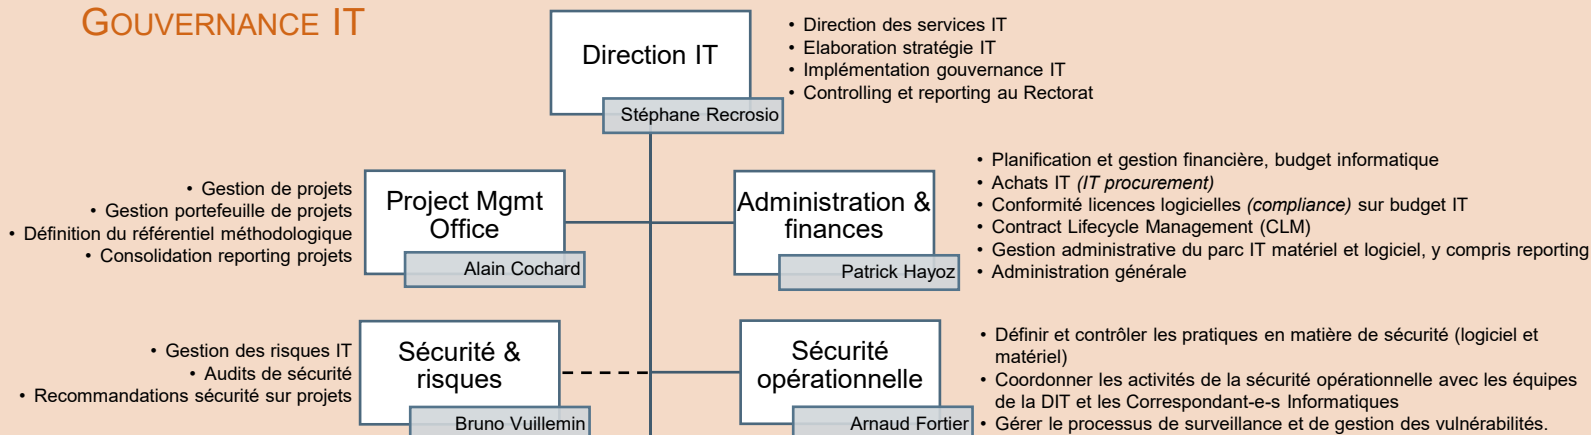 GOUVERNANCE IT
Direction IT
Stéphane Recrosio
• Direction des services IT
• Elaboration stratégie IT
• Implémentation gouvernance IT
• Controlling et reporting au Rectorat
• Gestion de projets
• Gestion portefeuille de projets
• Définition du référentiel méthodologique
• Consolidation reporting projets
Project Mgmt
Office
Alain Cochard
Administration &
finances
Patrick Hayoz
• Planification et gestion financière, budget informatique
• Achats IT (IT procurement)
• Conformité licences logicielles (compliance) sur budget IT
• Contract Lifecycle Management (CLM)
• Gestion administrative du parc IT matériel et logiciel, y compris reporting
• Administration générale
• Gestion des risques IT
• Audits de sécurité
• Recommandations sécurité sur projets
Sécurité &
risques
Bruno Vuillemin
Sécurité
opérationnelle
Arnaud Fortier
• Définir et contrôler les pratiques en matière de sécurité (logiciel et
matériel)
• Coordonner les activités de la sécurité opérationnelle avec les équipes
de la DIT et les Correspondant-e-s Informatiques
• Gérer le processus de surveillance et de gestion des vulnérabilités.